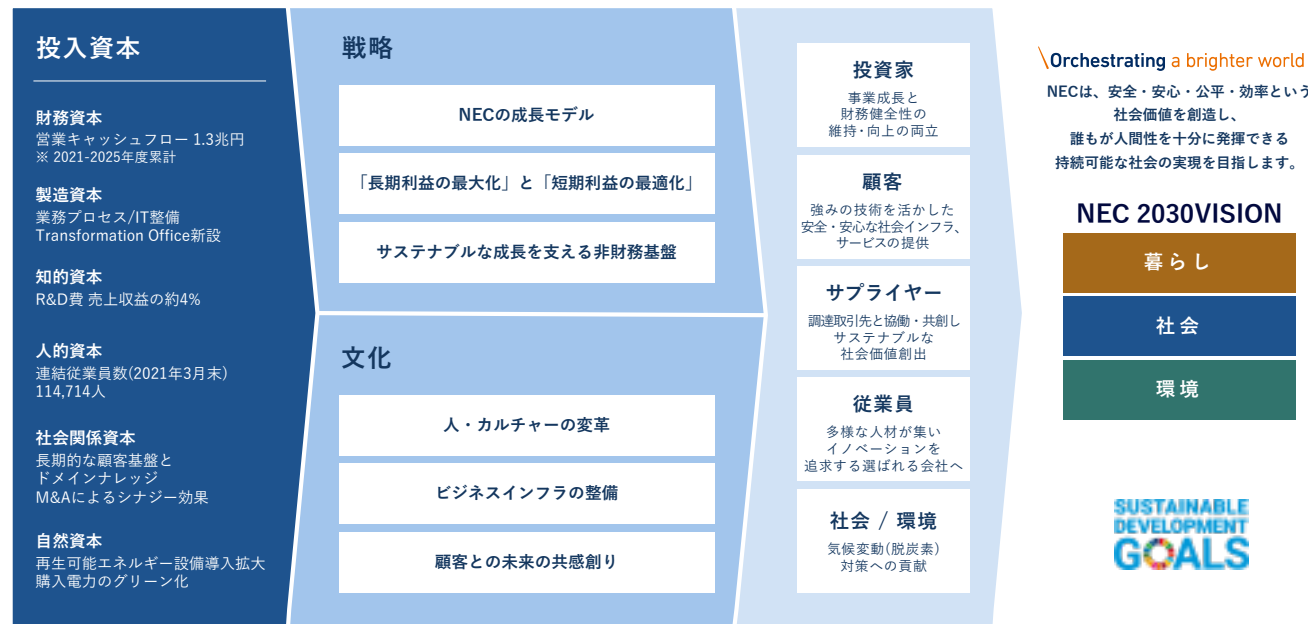 投入資本
財務資本
営業キャッシュフロー 1.3兆円
※ 2021-2025年度累計
製造資本
業務プロセス/IT整備
Transformation Office新設
知的資本
R&D費 売上収益の約4%
人的資本
連結従業員数(2021年3月末)
114,714人
社会関係資本
長期的な顧客基盤と
ドメインナレッジ
M&Aによるシナジー効果
自然資本
再生可能エネルギー設備導入拡大
購入電力のグリーン化
戦略
NECの成長モデル
「長期利益の最大化」と「短期利益の最適化」
サステナブルな成長を支える非財務基盤
文化
人・カルチャーの変革
ビジネスインフラの整備
顧客との未来の共感創り
投資家
事業成長と
財務健全性の
維持・向上の両立
顧客
強みの技術を活かした
安全・安心な社会インフラ、
サービスの提供
サプライヤー
調達取引先と協働・共創し
サステナブルな
社会価値創出
従業員
多様な人材が集い
イノベーションを
追求する選ばれる会社へ
社会 / 環境
気候変動(脱炭素)
対策への貢献
\Orchestrating a brighter world
NECは、安全・安心・公平・効率という
社会価値を創造し、
誰もが人間性を十分に発揮できる
持続可能な社会の実現を目指します。
NEC 2030VISION
暮らし
社会
環境
SUSTAINABLE
DEVELOPMENT
GOALS